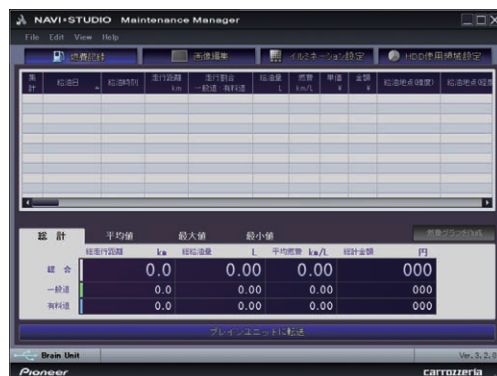 NAVI*STUDIO Maintenance Manager
File Edit View Help
燃費記録 画像編集 イルミネーション設定 HDD使用領域設定
集計 給油日 給油時刻 走行距離 km 走行割合 一般道・有料道 給油量 L 燃費 km/L 単価 ¥ 金額 ¥ 給油地点(緯度) 給油地点(経度
総計 平均値 最大値 最小値 燃費グラフ作成
総走行距離 km 総給油量 L 平均燃費 km/L 総計金額 円
総合 0.0 0.00 0.00 000
一般道 0.0 0.00 0.00 000
有料道 0.0 0.00 0.00 000
ブレインユニットに転送
Brain Unit Ver. 3.2.0
Pioneer carrozzeria